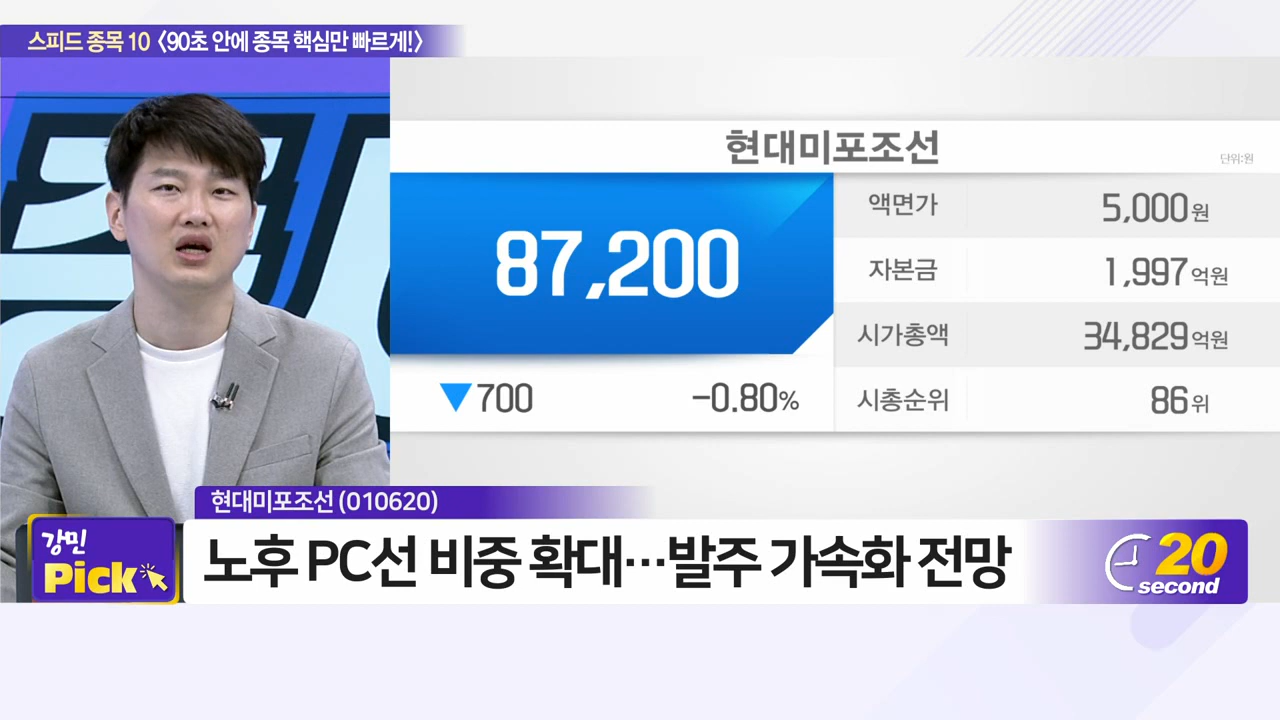 스피드 종목 10 <90초 안에 종목 핵심만 빠르게!>
현대미포조선
단위:원
87,200
▼700 -0.80%
액면가 5,000원
자본금 1,997억원
시가총액 34,829억원
시총순위 86위
현대미포조선 (010620)
강민
Pick
노후 PC선 비중 확대…발주 가속화 전망
20
second